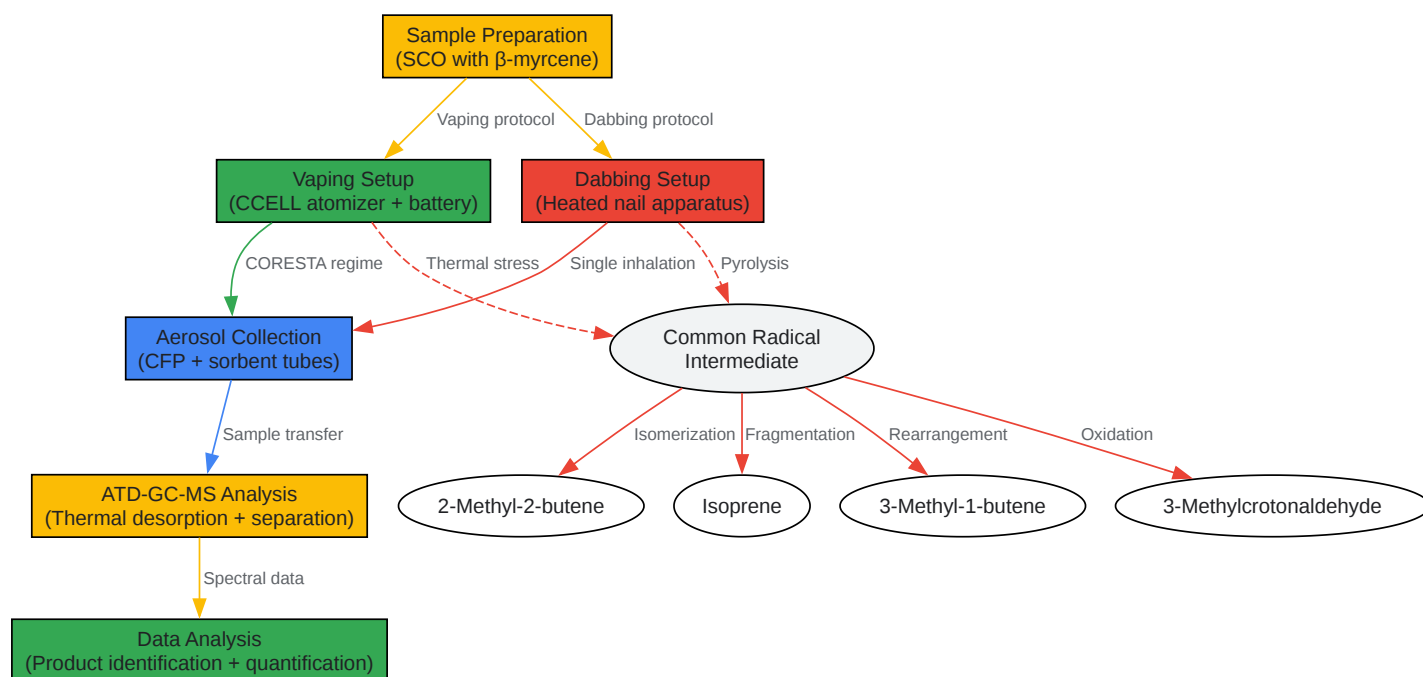 Sample Preparation
(SCO with β-myrcene)
Vaping protocol
Dabbing protocol
Vaping Setup
(CCELL atomizer + battery)
Dabbing Setup
(Heated nail apparatus)
CORESTA regime
Thermal stress
Single inhalation
Pyrolysis
Aerosol Collection
(CFP + sorbent tubes)
Common Radical
Intermediate
Sample transfer
Isomerization
Fragmentation
Rearrangement
Oxidation
ATD-GC-MS Analysis
(Thermal desorption + separation)
2-Methyl-2-butene
Isoprene
3-Methyl-1-butene
3-Methylcrotonaldehyde
Spectral data
Data Analysis
(Product identification + quantification)